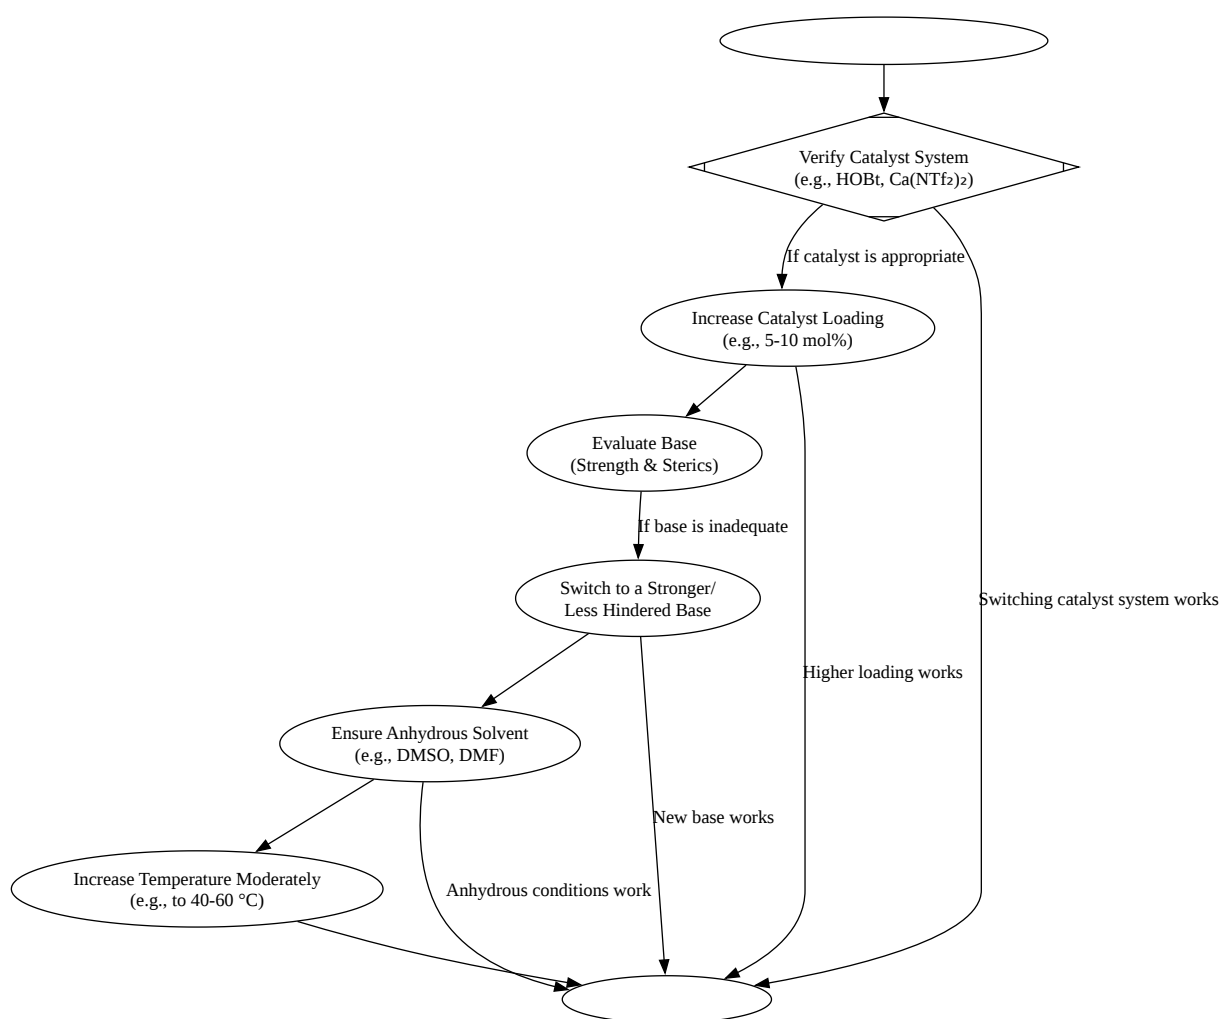 Verify Catalyst System
(e.g., HOBt, Ca(NTf₂)₂)
If catalyst is appropriate
Increase Catalyst Loading
(e.g., 5-10 mol%)
Evaluate Base
(Strength & Sterics)
If base is inadequate
Switch to a Stronger/
Less Hindered Base
Switching catalyst system works
Higher loading works
Ensure Anhydrous Solvent
(e.g., DMSO, DMF)
New base works
Increase Temperature Moderately
(e.g., to 40-60 °C)
Anhydrous conditions work